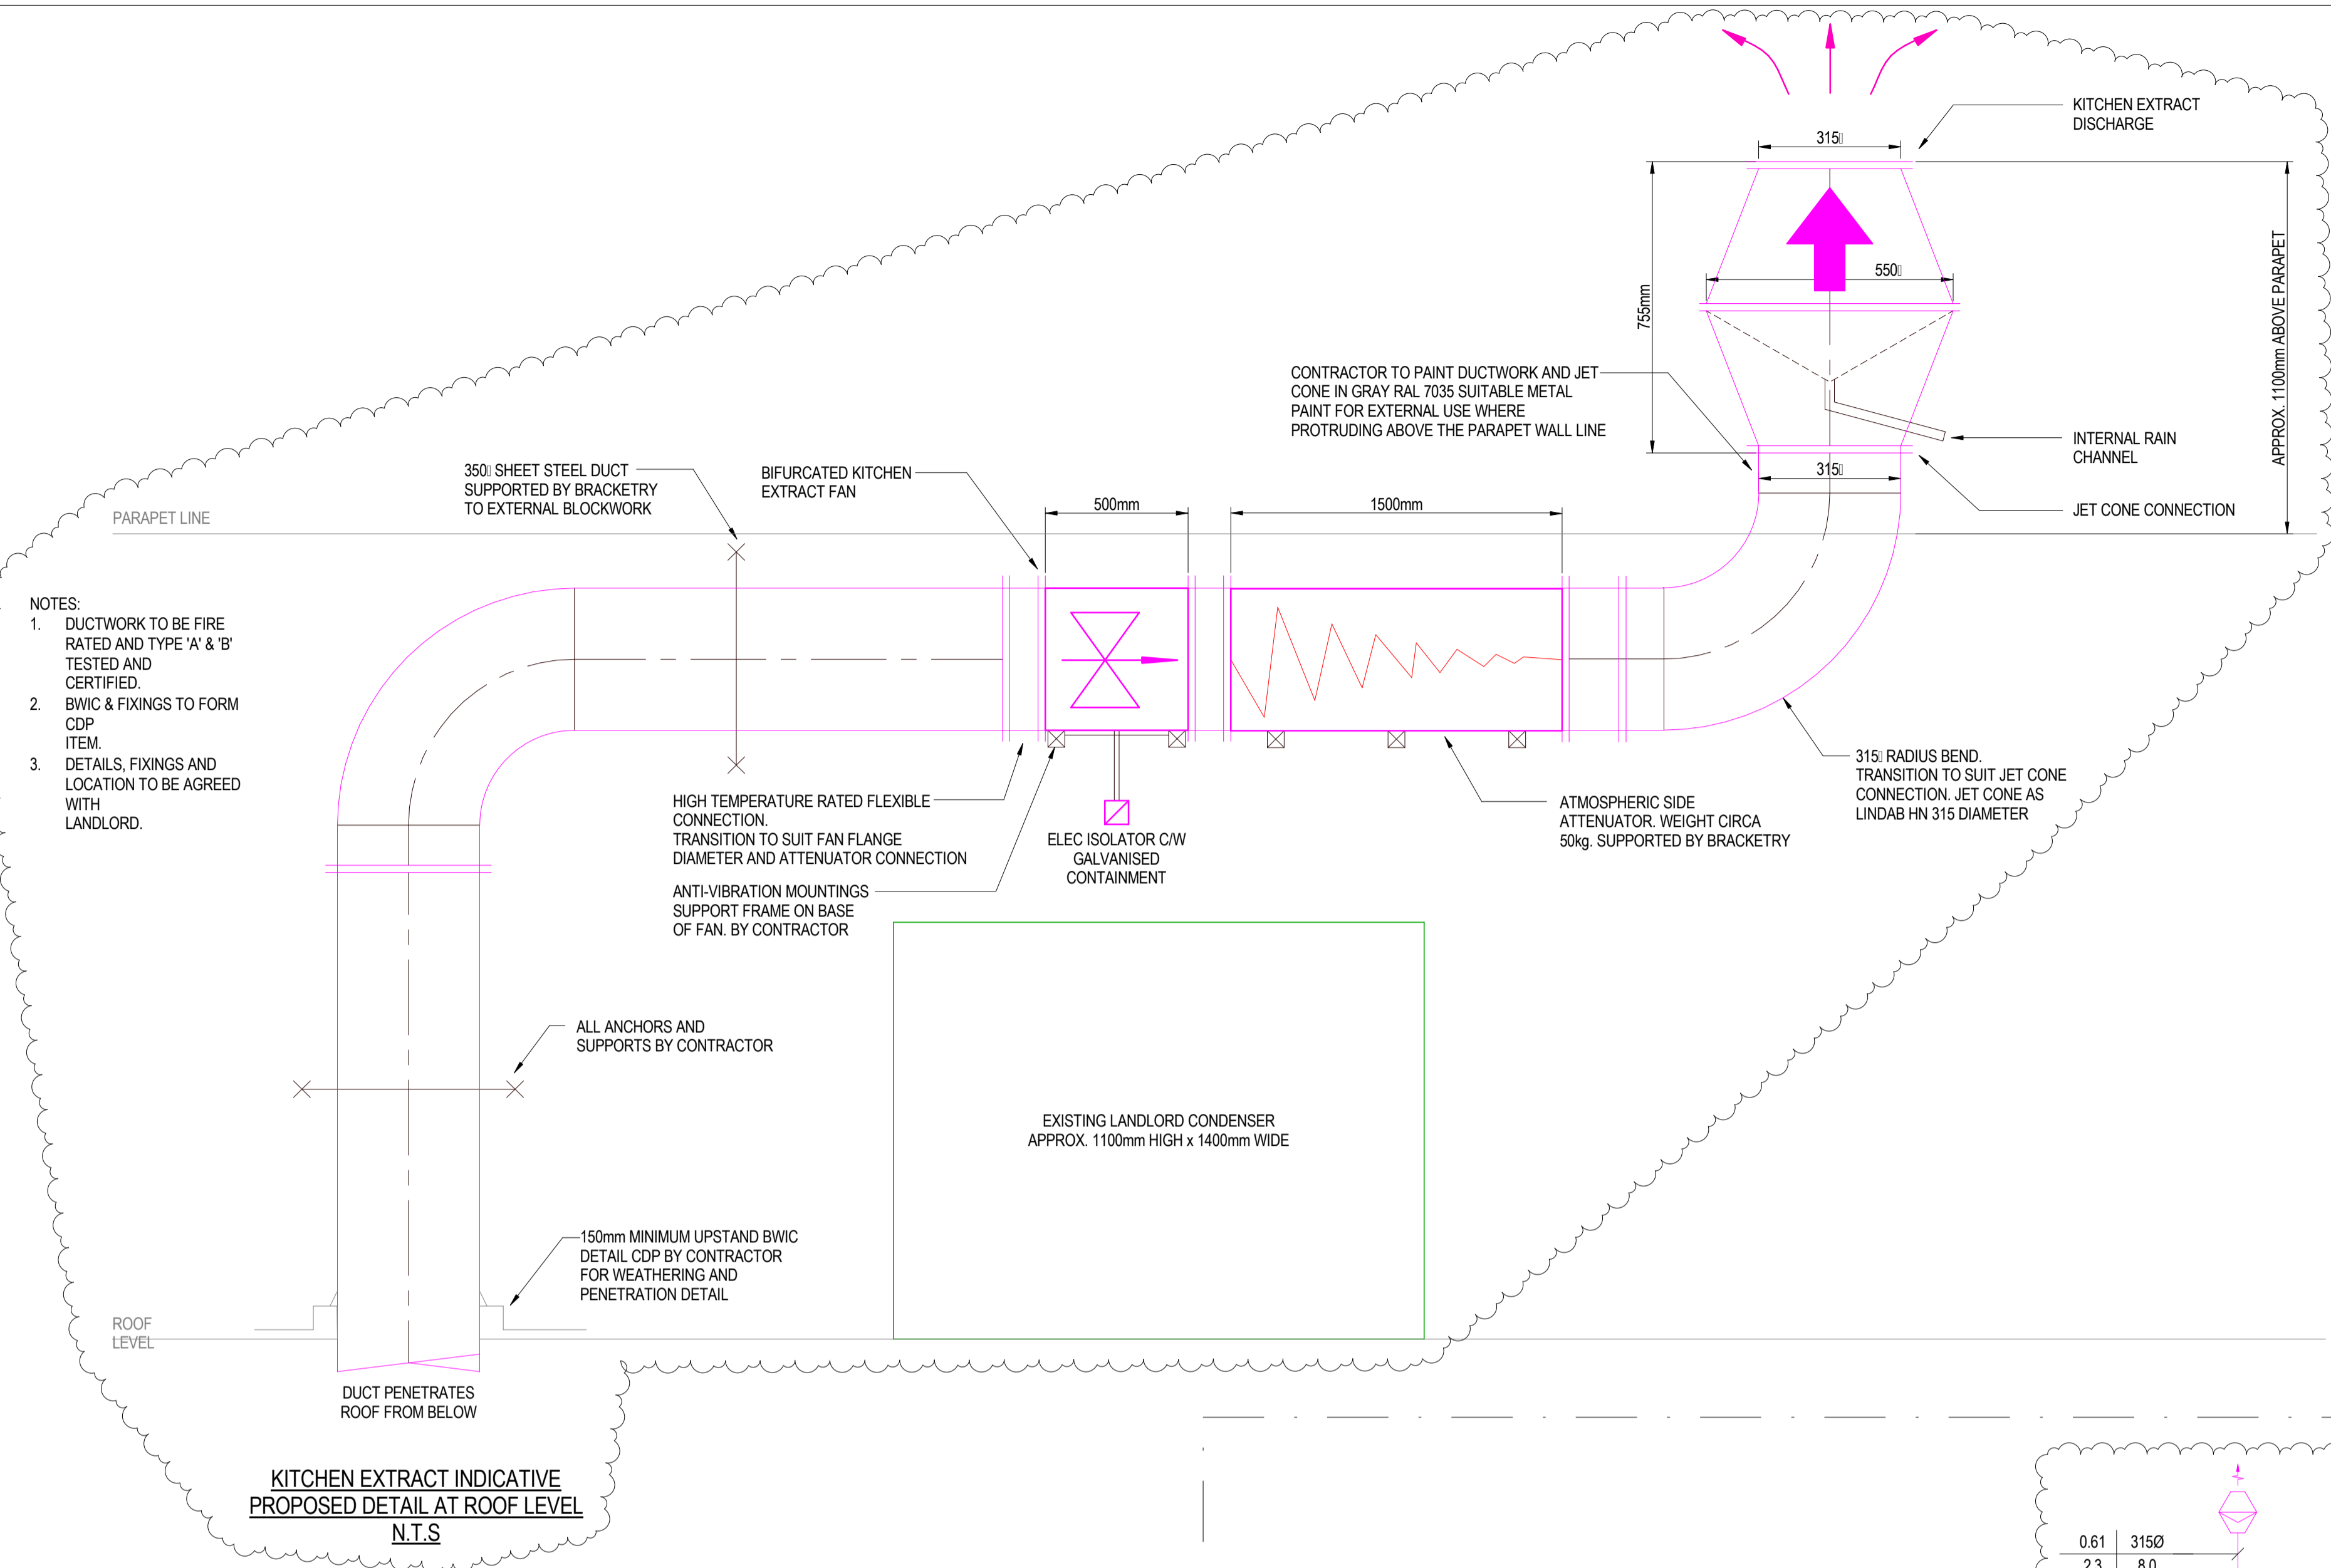 KITCHEN EXTRACT
DISCHARGE
315▯
550▯
755mm
APPROX. 1100mm ABOVE PARAPET
CONTRACTOR TO PAINT DUCTWORK AND JET
CONE IN GRAY RAL 7035 SUITABLE METAL
PAINT FOR EXTERNAL USE WHERE
PROTRUDING ABOVE THE PARAPET WALL LINE
INTERNAL RAIN
CHANNEL
315▯
JET CONE CONNECTION
350▯ SHEET STEEL DUCT
SUPPORTED BY BRACKETRY
TO EXTERNAL BLOCKWORK
BIFURCATED KITCHEN
EXTRACT FAN
500mm
1500mm
PARAPET LINE
NOTES:
1. DUCTWORK TO BE FIRE
RATED AND TYPE 'A' & 'B'
TESTED AND
CERTIFIED.
2. BWIC & FIXINGS TO FORM
CDP
ITEM.
3. DETAILS, FIXINGS AND
LOCATION TO BE AGREED
WITH
LANDLORD.
HIGH TEMPERATURE RATED FLEXIBLE
CONNECTION.
TRANSITION TO SUIT FAN FLANGE
DIAMETER AND ATTENUATOR CONNECTION
ANTI-VIBRATION MOUNTINGS
SUPPORT FRAME ON BASE
OF FAN. BY CONTRACTOR
ELEC ISOLATOR C/W
GALVANISED
CONTAINMENT
ATMOSPHERIC SIDE
ATTENUATOR. WEIGHT CIRCA
50kg. SUPPORTED BY BRACKETRY
315▯ RADIUS BEND.
TRANSITION TO SUIT JET CONE
CONNECTION. JET CONE AS
LINDAB HN 315 DIAMETER
ALL ANCHORS AND
SUPPORTS BY CONTRACTOR
EXISTING LANDLORD CONDENSER
APPROX. 1100mm HIGH x 1400mm WIDE
150mm MINIMUM UPSTAND BWIC
DETAIL CDP BY CONTRACTOR
FOR WEATHERING AND
PENETRATION DETAIL
ROOF
LEVEL
DUCT PENETRATES
ROOF FROM BELOW
KITCHEN EXTRACT INDICATIVE
PROPOSED DETAIL AT ROOF LEVEL
N.T.S
0.61 315Ø
2.3 8.0